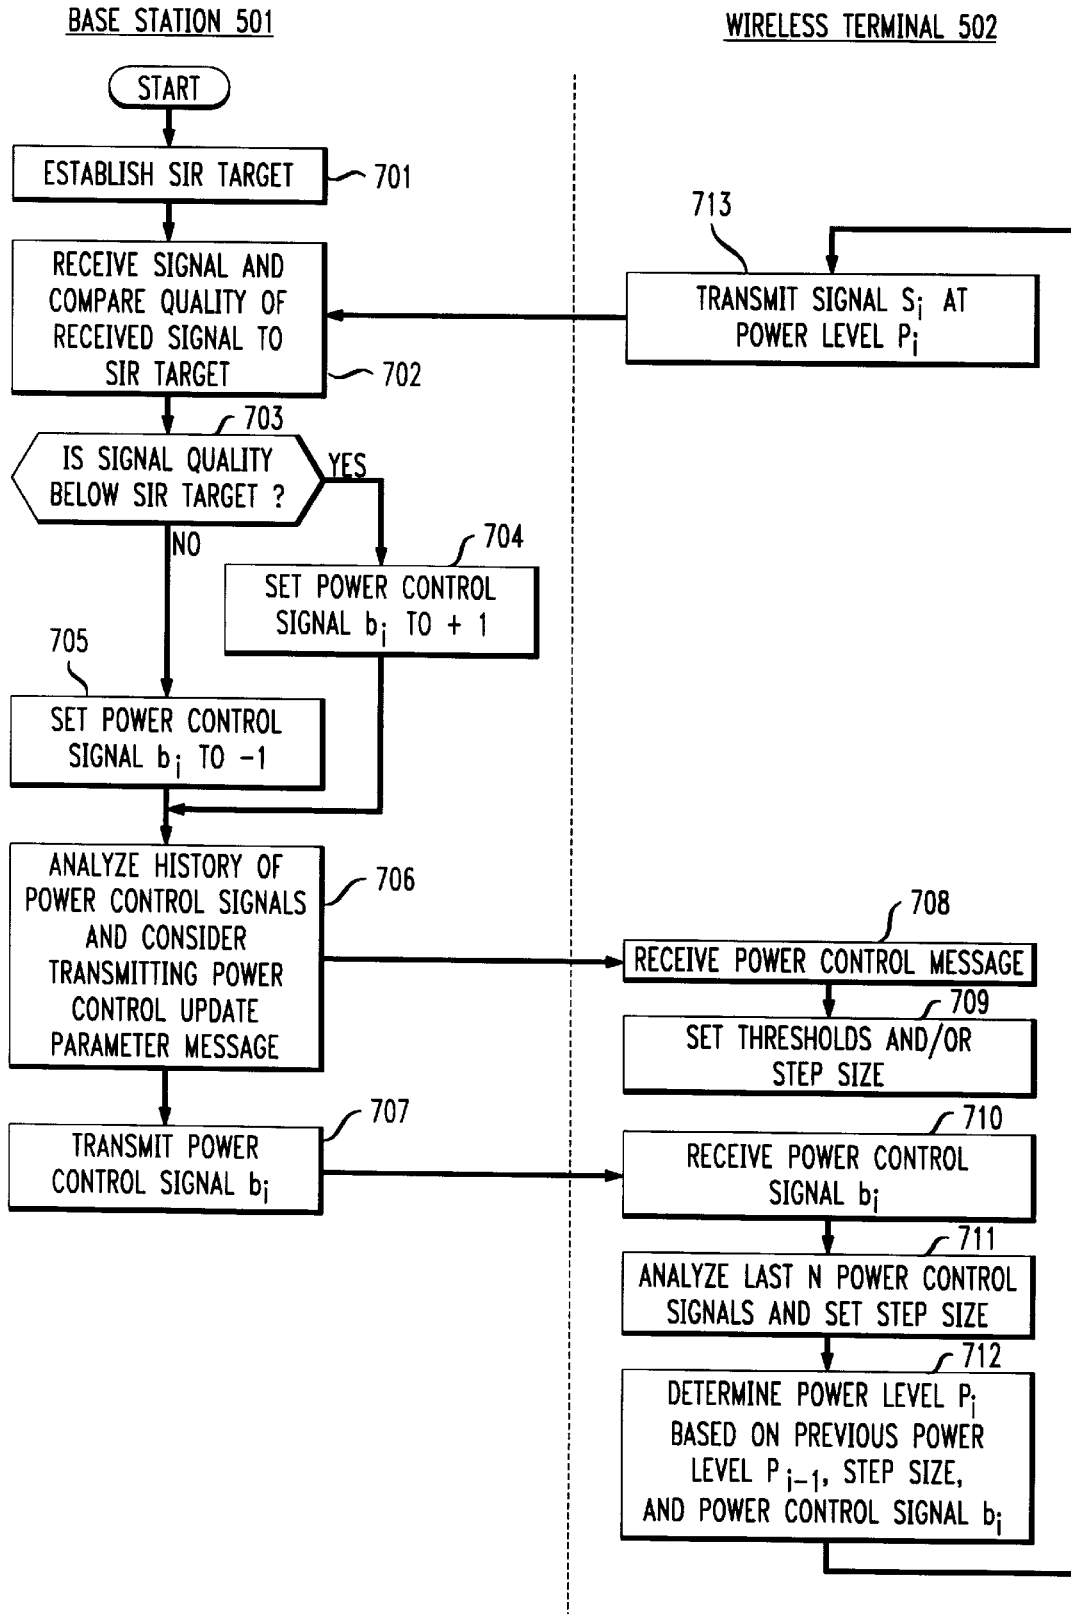 BASE STATION 501
WIRELESS TERMINAL 502
START
ESTABLISH SIR TARGET
701
RECEIVE SIGNAL AND
COMPARE QUALITY OF
RECEIVED SIGNAL TO
SIR TARGET
702
713
TRANSMIT SIGNAL Si AT
POWER LEVEL Pi
703
IS SIGNAL QUALITY
BELOW SIR TARGET ?
YES
NO
704
SET POWER CONTROL
SIGNAL bi TO + 1
705
SET POWER CONTROL
SIGNAL bi TO -1
ANALYZE HISTORY OF
POWER CONTROL SIGNALS
AND CONSIDER
TRANSMITTING POWER
CONTROL UPDATE
PARAMETER MESSAGE
706
708
RECEIVE POWER CONTROL MESSAGE
709
SET THRESHOLDS AND/OR
STEP SIZE
707
TRANSMIT POWER
CONTROL SIGNAL bi
710
RECEIVE POWER CONTROL
SIGNAL bi
711
ANALYZE LAST N POWER CONTROL
SIGNALS AND SET STEP SIZE
712
DETERMINE POWER LEVEL Pi
BASED ON PREVIOUS POWER
LEVEL Pi-1, STEP SIZE,
AND POWER CONTROL SIGNAL bi